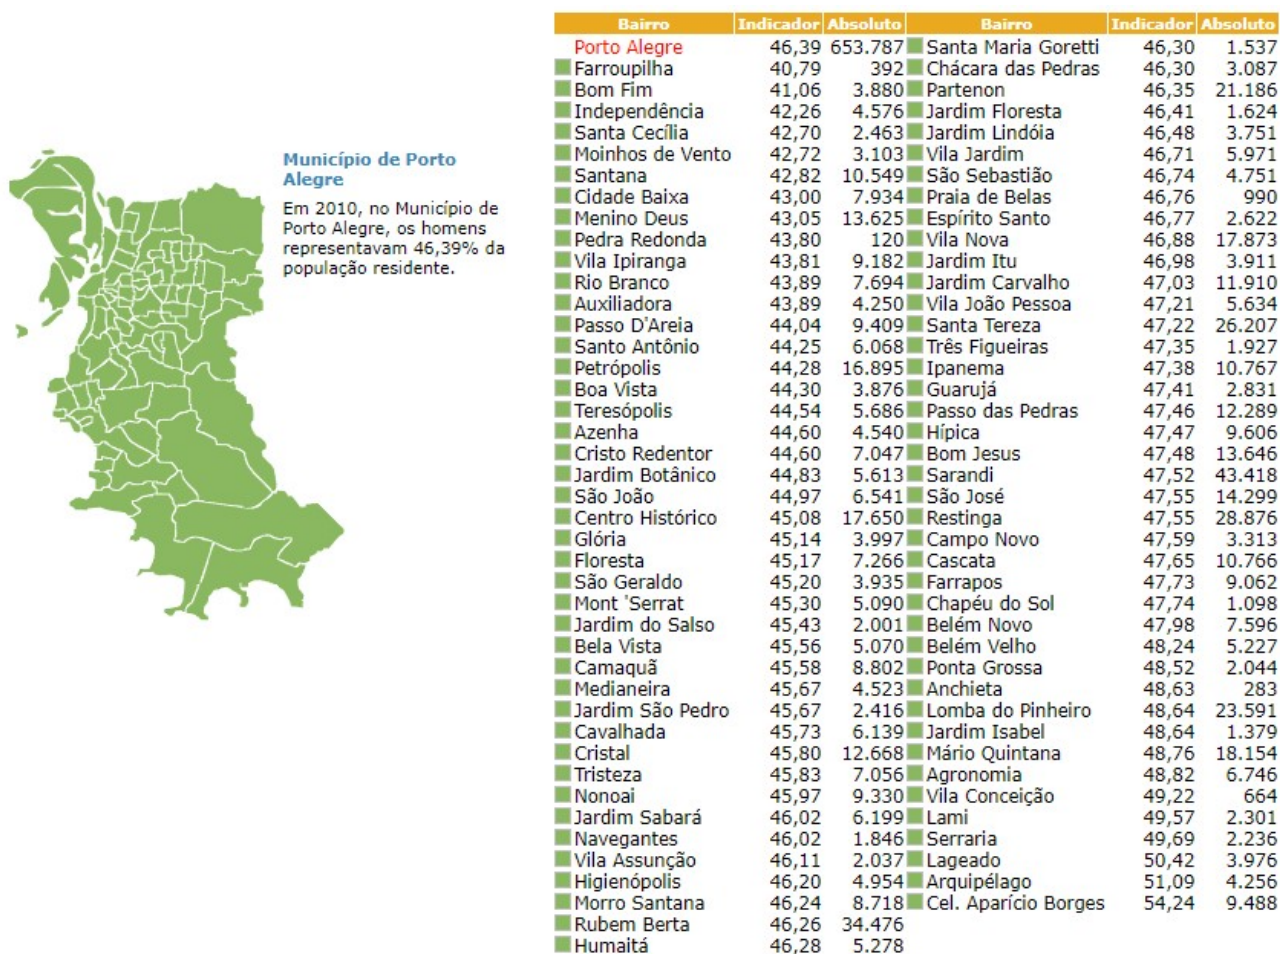 Município de Porto
Alegre
Em 2010, no Município de
Porto Alegre, os homens
representavam 46,39% da
população residente.
Bairro Indicador Absoluto Bairro Indicador Absoluto
Porto Alegre 46,39 653.787 Santa Maria Goretti 46,30 1.537
Farroupilha 40,79 392 Chácara das Pedras 46,30 3.087
Bom Fim 41,06 3.880 Partenon 46,35 21.186
Independência 42,26 4.576 Jardim Floresta 46,41 1.624
Santa Cecília 42,70 2.463 Jardim Lindóia 46,48 3.751
Moinhos de Vento 42,72 3.103 Vila Jardim 46,71 5.971
Santana 42,82 10.549 São Sebastião 46,74 4.751
Cidade Baixa 43,00 7.934 Praia de Belas 46,76 990
Menino Deus 43,05 13.625 Espírito Santo 46,77 2.622
Pedra Redonda 43,80 120 Vila Nova 46,88 17.873
Vila Ipiranga 43,81 9.182 Jardim Itu 46,98 3.911
Rio Branco 43,89 7.694 Jardim Carvalho 47,03 11.910
Auxiliadora 43,89 4.250 Vila João Pessoa 47,21 5.634
Passo D'Areia 44,04 9.409 Santa Tereza 47,22 26.207
Santo Antônio 44,25 6.068 Três Figueiras 47,35 1.927
Petrópolis 44,28 16.895 Ipanema 47,38 10.767
Boa Vista 44,30 3.876 Guarujá 47,41 2.831
Teresópolis 44,54 5.686 Passo das Pedras 47,46 12.289
Azenha 44,60 4.540 Hípica 47,47 9.606
Cristo Redentor 44,60 7.047 Bom Jesus 47,48 13.646
Jardim Botânico 44,83 5.613 Sarandi 47,52 43.418
São João 44,97 6.541 São José 47,55 14.299
Centro Histórico 45,08 17.650 Restinga 47,55 28.876
Glória 45,14 3.997 Campo Novo 47,59 3.313
Floresta 45,17 7.266 Cascata 47,65 10.766
São Geraldo 45,20 3.935 Farrapos 47,73 9.062
Mont 'Serrat 45,30 5.090 Chapéu do Sol 47,74 1.098
Jardim do Salso 45,43 2.001 Belém Novo 47,98 7.596
Bela Vista 45,56 5.070 Belém Velho 48,24 5.227
Camaquã 45,58 8.802 Ponta Grossa 48,52 2.044
Medianeira 45,67 4.523 Anchieta 48,63 283
Jardim São Pedro 45,67 2.416 Lomba do Pinheiro 48,64 23.591
Cavalhada 45,73 6.139 Jardim Isabel 48,64 1.379
Cristal 45,80 12.668 Mário Quintana 48,76 18.154
Tristeza 45,83 7.056 Agronomia 48,82 6.746
Nonoai 45,97 9.330 Vila Conceição 49,22 664
Jardim Sabará 46,02 6.199 Lami 49,57 2.301
Navegantes 46,02 1.846 Serraria 49,69 2.236
Vila Assunção 46,11 2.037 Lageado 50,42 3.976
Higienópolis 46,20 4.954 Arquipélago 51,09 4.256
Morro Santana 46,24 8.718 Cel. Aparício Borges 54,24 9.488
Rubem Berta 46,26 34.476
Humaitá 46,28 5.278